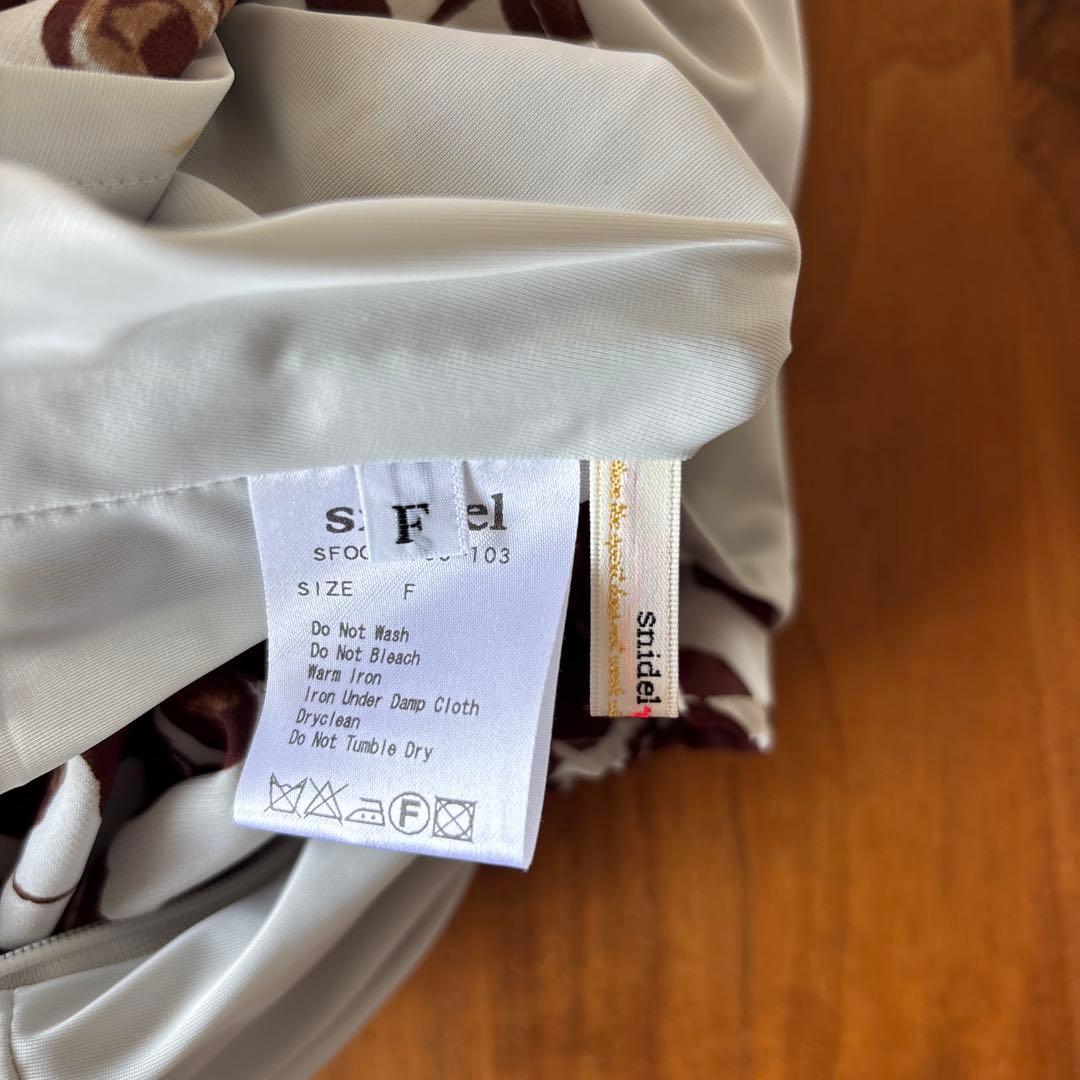 F
SIZE F
Do Not Wash
Do Not Bleach
Warm Iron
Iron Under Damp Cloth
Dryclean
Do Not Tumble Dry
F
snidel